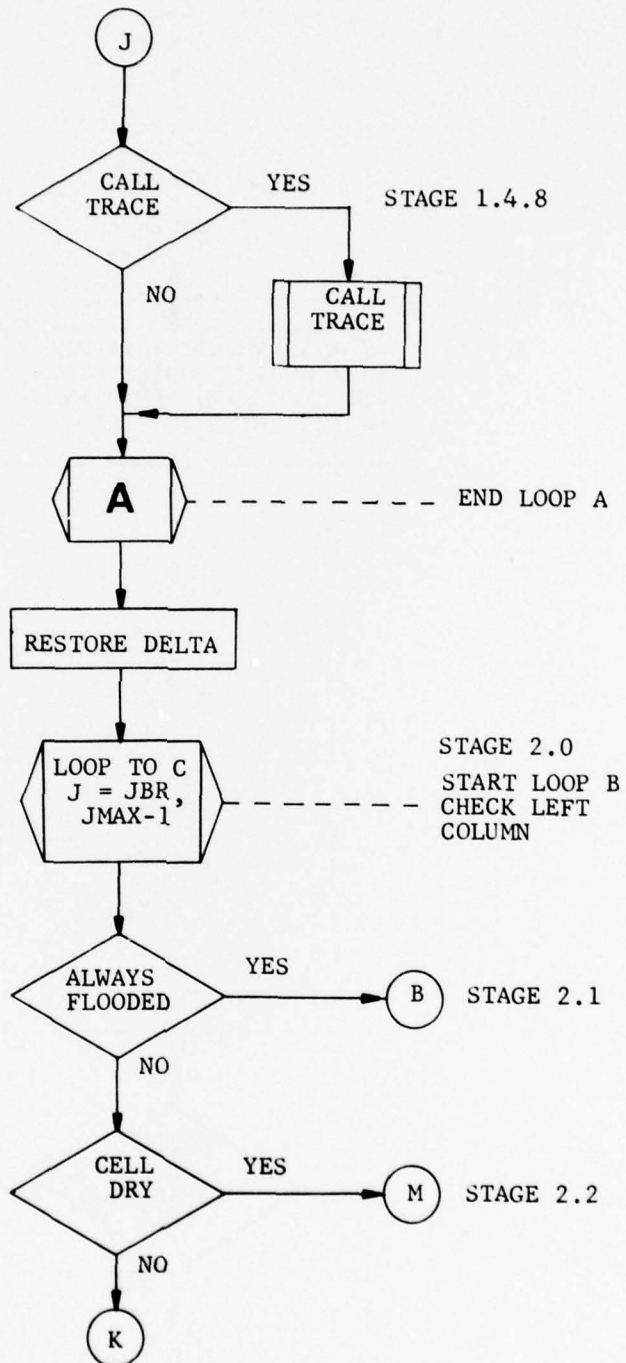 J
CALL
TRACE
YES
STAGE 1.4.8
NO
CALL
TRACE
A
END LOOP A
RESTORE DELTA
LOOP TO C
J = JBR,
JMAX-1
STAGE 2.0
START LOOP B
CHECK LEFT
COLUMN
ALWAYS
FLOODED
YES
B
STAGE 2.1
NO
CELL
DRY
YES
M
STAGE 2.2
NO
K